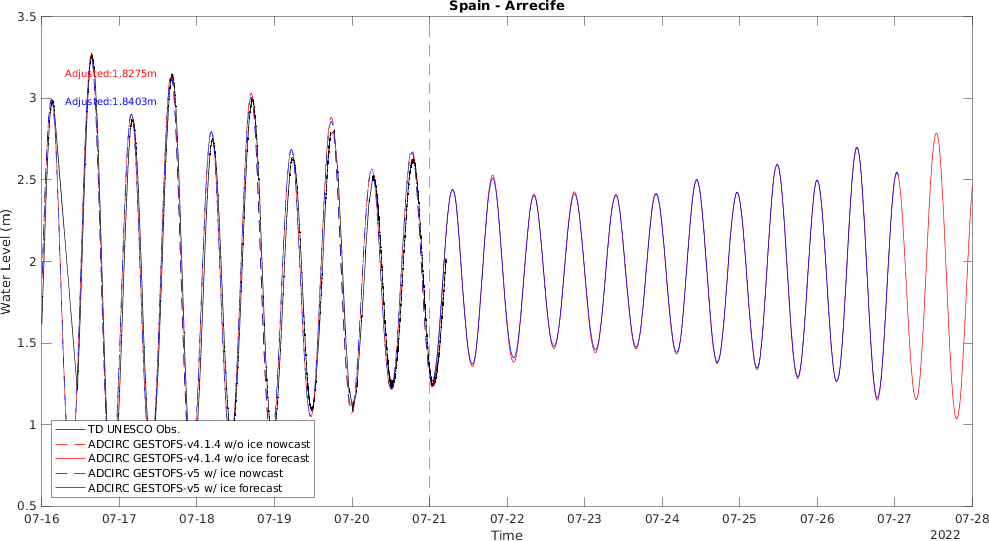 Spain - Arrecife
3.5
3
2.5
2
1.5
1
0.5
Water Level (m)
Adjusted:1.8275m
Adjusted:1.8403m
TD UNESCO Obs.
ADCIRC GESTOFS-v4.1.4 w/o ice nowcast
ADCIRC GESTOFS-v4.1.4 w/o ice forecast
ADCIRC GESTOFS-v5 w/ ice nowcast
ADCIRC GESTOFS-v5 w/ ice forecast
07-16 07-17 07-18 07-19 07-20 07-21 07-22 07-23 07-24 07-25 07-26 07-27 07-28
Time
2022